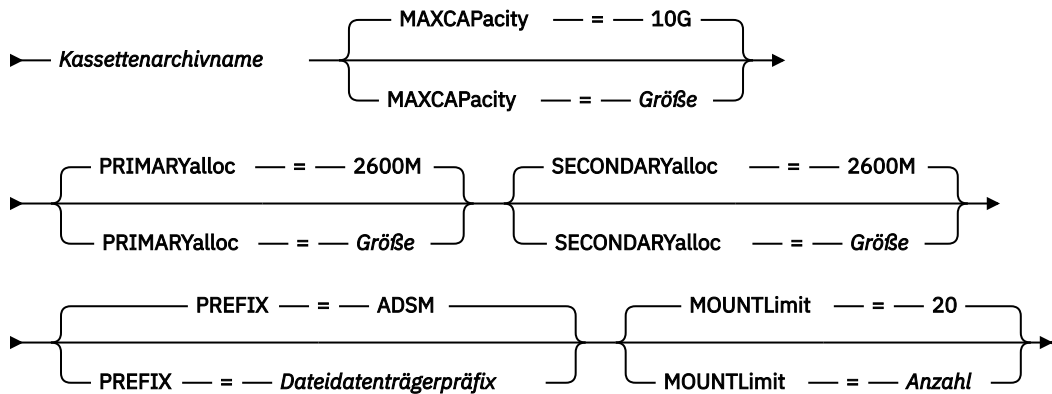 MAXCAPacity = 10G
Kassettenarchivname
MAXCAPacity = Größe
PRIMARYalloc = 2600M SECONDARYalloc = 2600M
PRIMARYalloc = Größe SECONDARYalloc = Größe
PREFIX = ADSM MOUNTLimit = 20
PREFIX = Dateidatenträgerpräfix MOUNTLimit = Anzahl